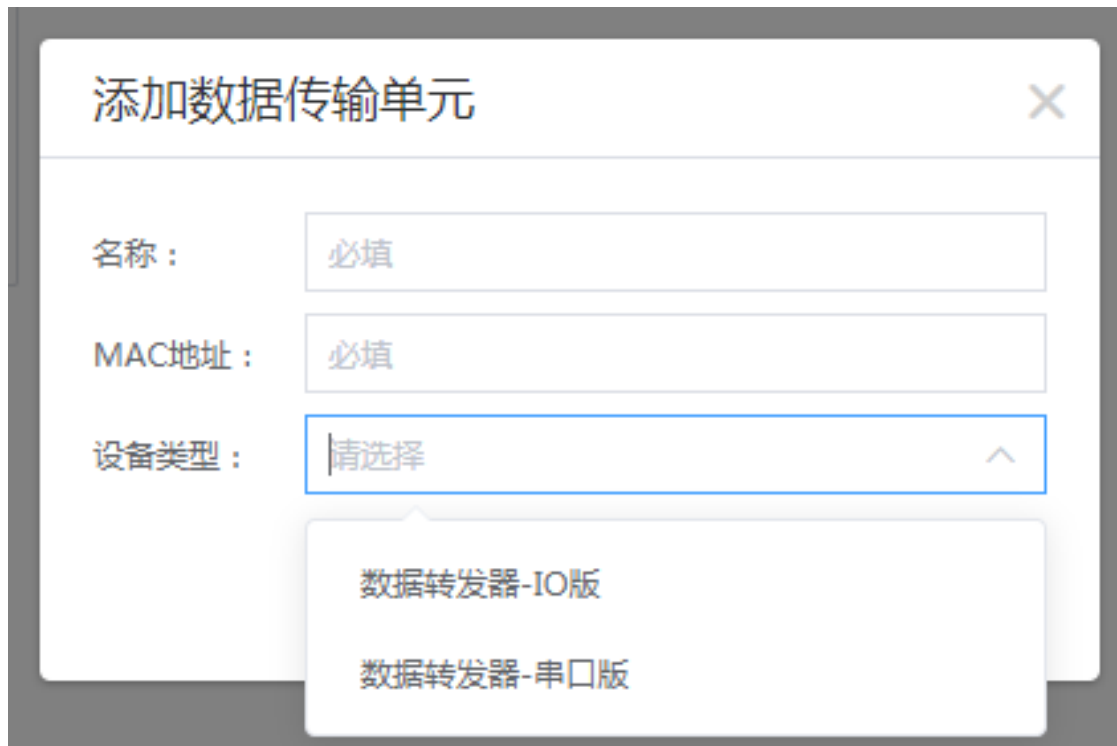 添加数据传输单元
名称：
必填
MAC地址：
必填
设备类型：
请选择
数据转发器-IO版
数据转发器-串口版